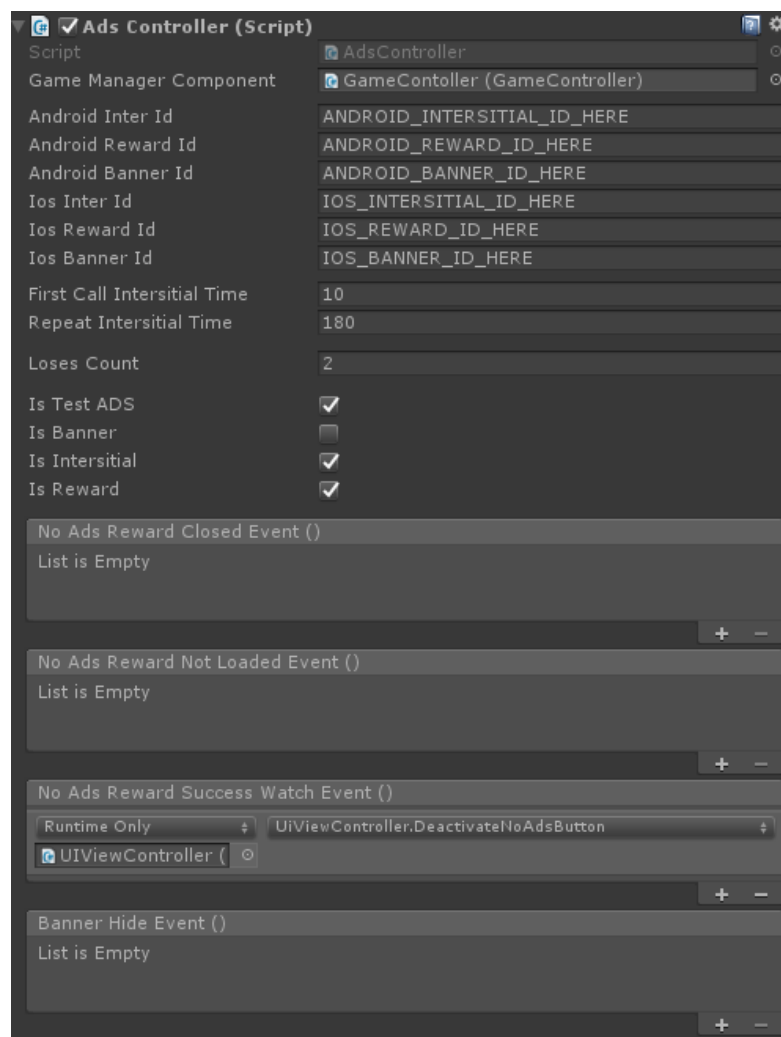 Ads Controller (Script)
Script AdsController
Game Manager Component GameContoller (GameController)
Android Inter Id ANDROID_INTERSITIAL_ID_HERE
Android Reward Id ANDROID_REWARD_ID_HERE
Android Banner Id ANDROID_BANNER_ID_HERE
Ios Inter Id IOS_INTERSITIAL_ID_HERE
Ios Reward Id IOS_REWARD_ID_HERE
Ios Banner Id IOS_BANNER_ID_HERE
First Call Intersitial Time 10
Repeat Intersitial Time 180
Loses Count 2
Is Test ADS
Is Banner
Is Intersitial
Is Reward
No Ads Reward Closed Event ()
List is Empty
+ −
No Ads Reward Not Loaded Event ()
List is Empty
+ −
No Ads Reward Success Watch Event ()
Runtime Only UiViewController.DeactivateNoAdsButton
UIViewController (
+ −
Banner Hide Event ()
List is Empty
+ −